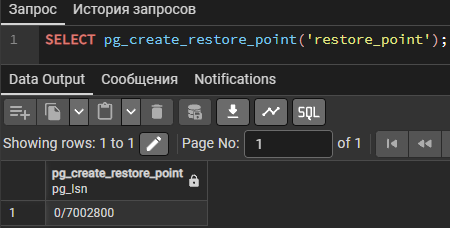 Запрос История запросов
1 SELECT pg_create_restore_point('restore_point');
Data Output Сообщения Notifications
SQL
Showing rows: 1 to 1 Page No: 1 of 1
pg_create_restore_point
pg_lsn
1 0/7002800